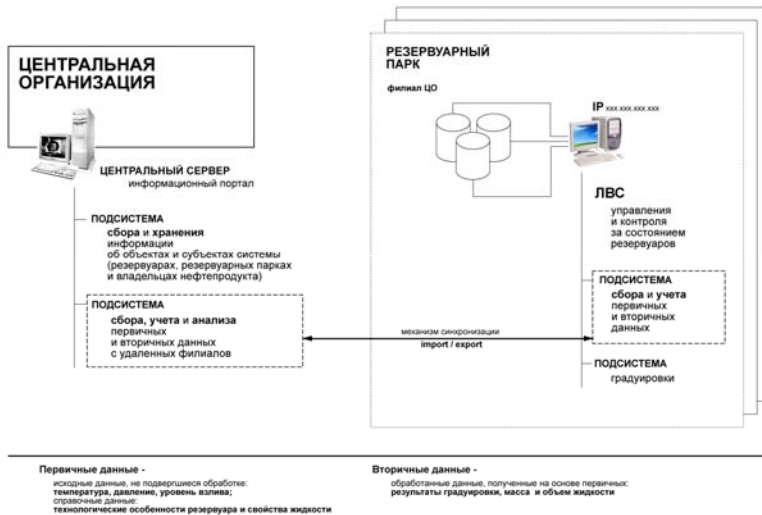 ЦЕНТРАЛЬНАЯ
ОРГАНИЗАЦИЯ
ЦЕНТРАЛЬНЫЙ СЕРВЕР
информационный портал
ПОДСИСТЕМА
сбора и хранения
информации
об объектах и субъектах системы
(резервуарах, резервуарных парках
и владельцах нефтепродукта)
ПОДСИСТЕМА
сбора, учета и анализа
первичных
и вторичных данных
с удаленных филиалов
механизм синхронизации
import / export
РЕЗЕРВУАРНЫЙ
ПАРК
филиал ЦО
IP xxx.xxx.xxx.xxx
ЛВС
управления
и контроля
за состоянием
резервуаров
ПОДСИСТЕМА
сбора и учета
первичных
и вторичных
данных
ПОДСИСТЕМА
градуировки
Первичные данные -
исходные данные, не подвергшиеся обработке:
температура, давление, уровень взлива;
справочные данные:
технологические особенности резервуара и свойства жидкости
Вторичные данные -
обработанные данные, полученные на основе первичных:
результаты градуировки, масса и объем жидкости